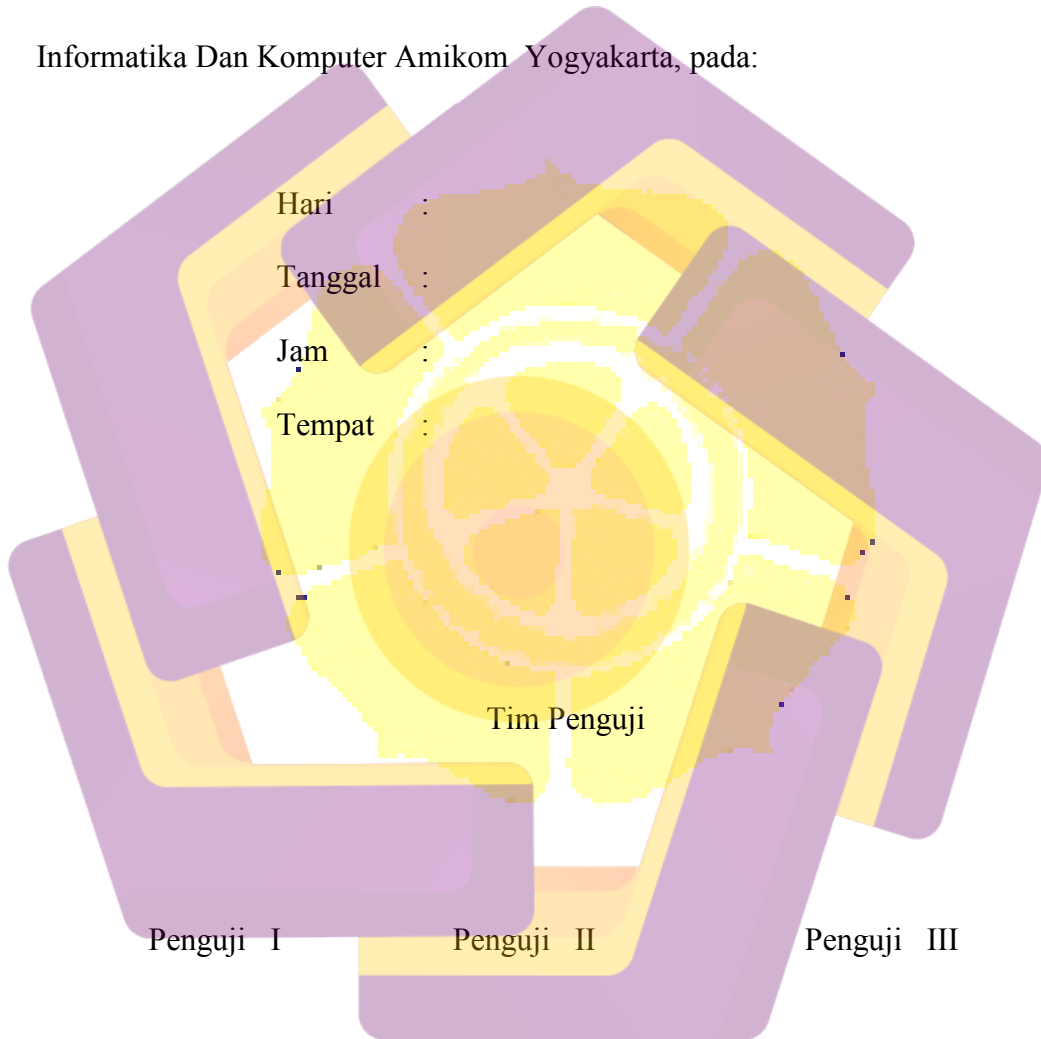 Informatika Dan Komputer Amikom Yogyakarta, pada:
Hari :
Tanggal :
Jam :
Tempat :
Tim Penguji
Penguji I Penguji II Penguji III